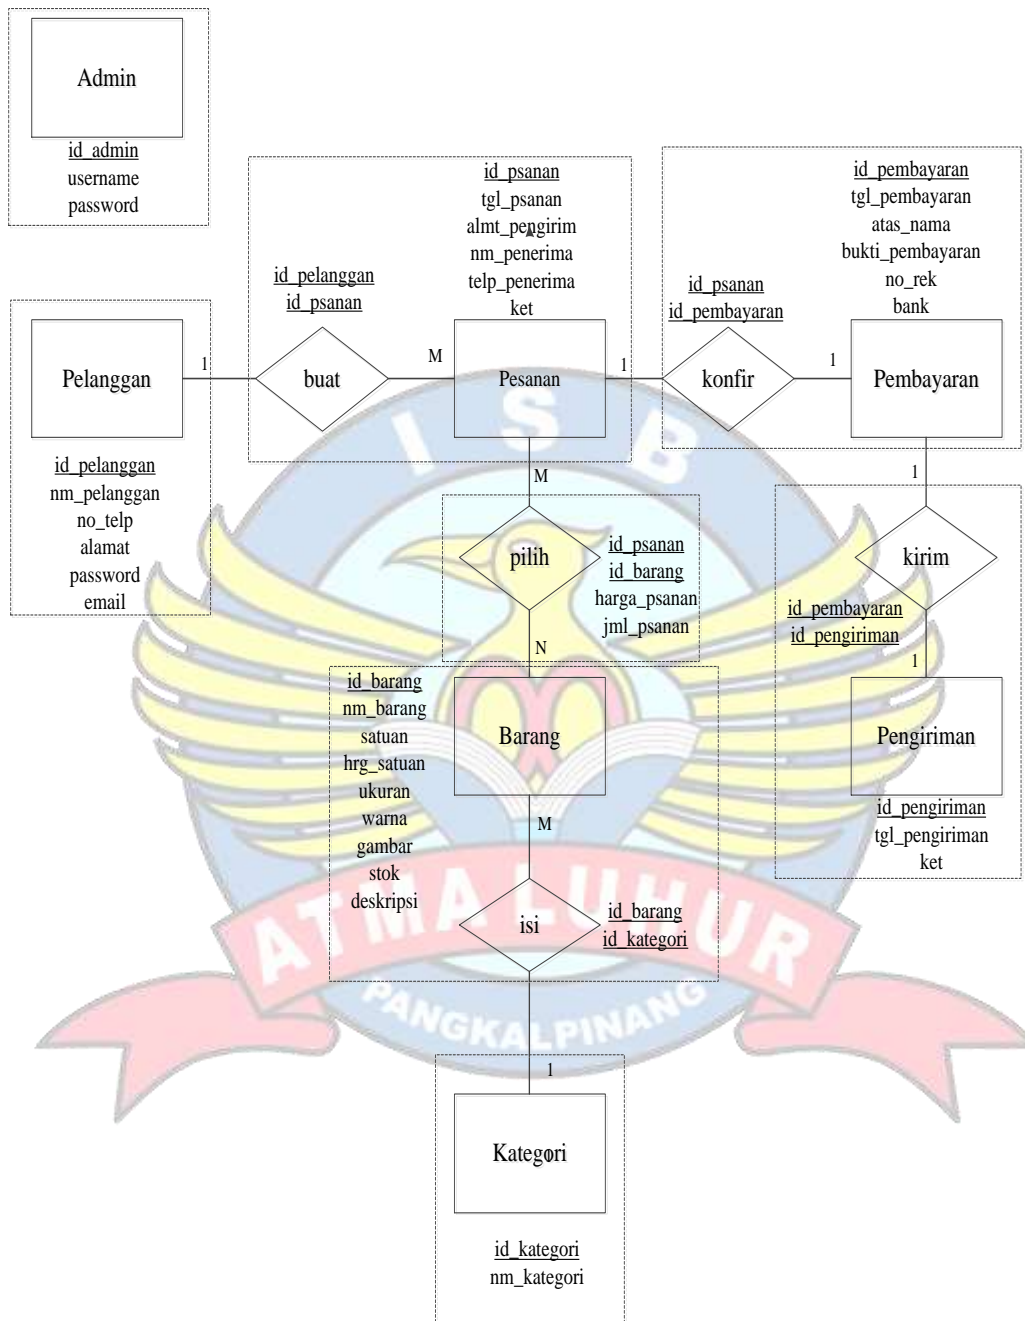 Admin
id_admin
username
password
id_psanan
tgl_psanan
almt_pengirim
nm_penerima
telp_penerima
ket
id_pembayaran
tgl_pembayaran
atas_nama
bukti_pembayaran
no_rek
bank
id_pelanggan
id_psanan
id_psanan
id_pembayaran
Pelanggan
1
buat
M
Pesanan
1
konfir
1
Pembayaran
id_pelanggan
nm_pelanggan
no_telp
alamat
password
email
I S B
M
1
pilih
id_psanan
id_barang
harga_psanan
jml_psanan
kirim
id_pembayaran
id_pengiriman
N
1
id_barang
nm_barang
satuan
hrg_satuan
ukuran
warna
gambar
stok
deskripsi
Barang
Pengiriman
id_pengiriman
tgl_pengiriman
ket
M
isi
id_barang
id_kategori
ATMA LUHUR
PANGKALPINANG
1
Kategori
id_kategori
nm_kategori